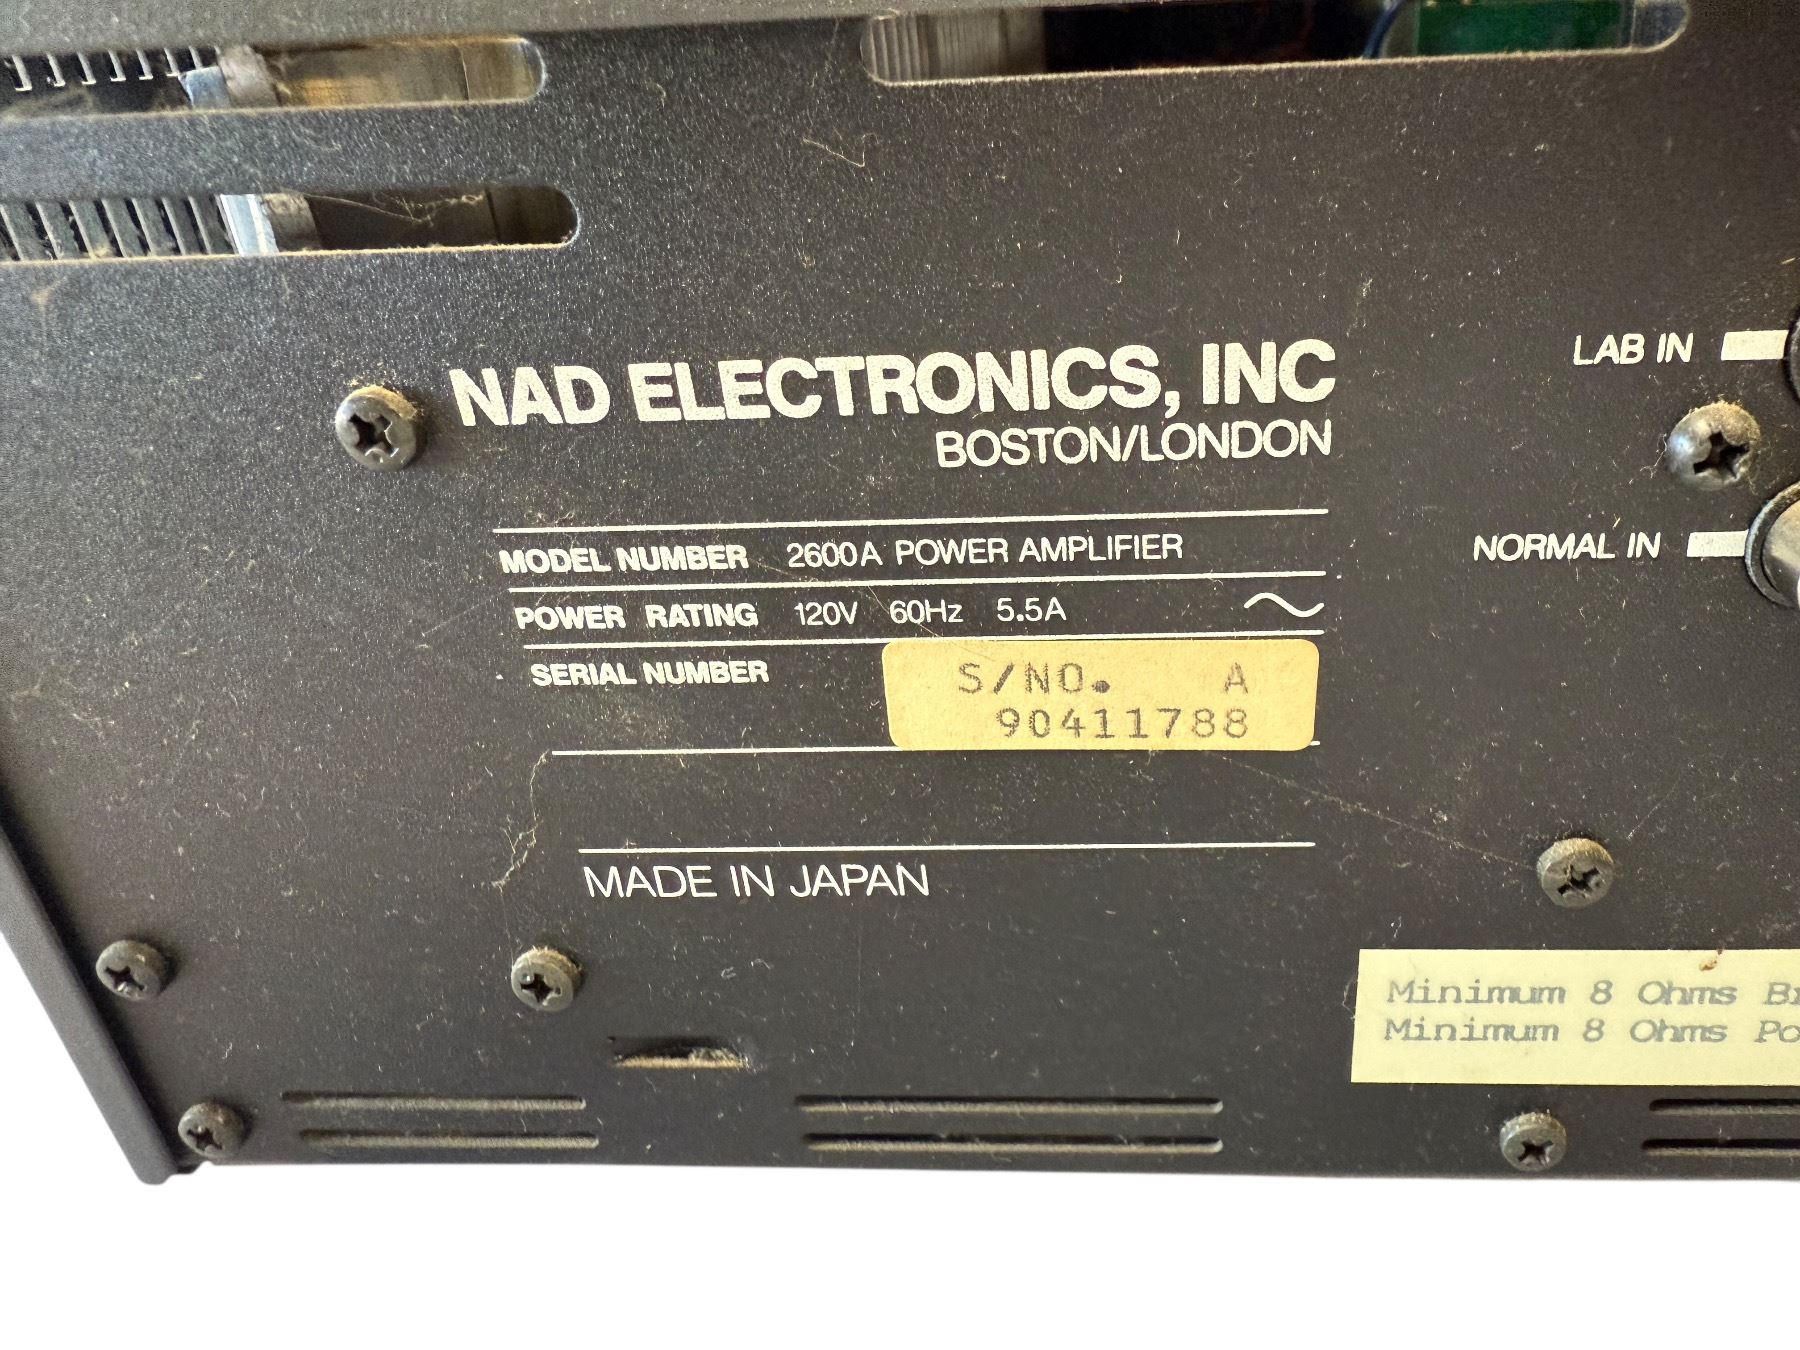 NAD ELECTRONICS, INC
BOSTON/LONDON
LAB IN
NORMAL IN
MODEL NUMBER 2600A POWER AMPLIFIER
POWER RATING 120V 60Hz 5.5A ~
SERIAL NUMBER
S/NO. A
90411788
MADE IN JAPAN
Minimum 8 Ohms
Minimum 8 Ohms